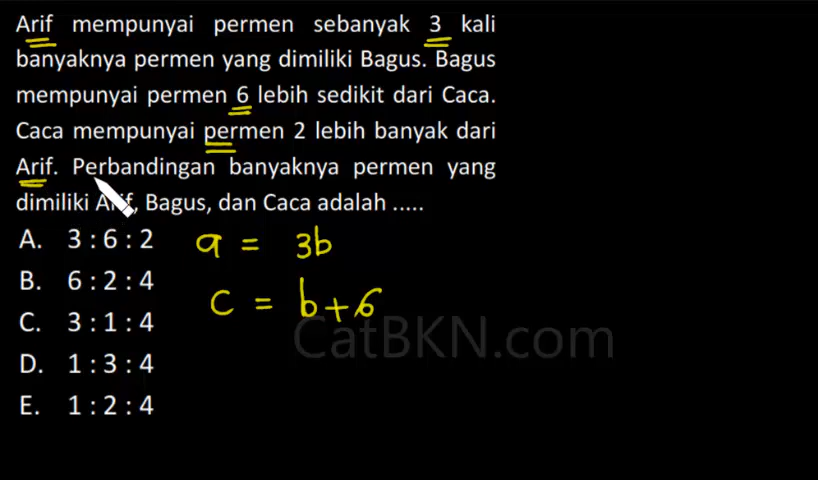 Arif mempunyai permen sebanyak 3 kali
banyaknya permen yang dimiliki Bagus. Bagus
mempunyai permen 6 lebih sedikit dari Caca.
Caca mempunyai permen 2 lebih banyak dari
Arif. Perbandingan banyaknya permen yang
dimiliki Arif, Bagus, dan Caca adalah .....
A. 3 : 6 : 2
a = 3b
B. 6 : 2 : 4
c = b + 6
C. 3 : 1 : 4
CatBKN.com
D. 1 : 3 : 4
E. 1 : 2 : 4